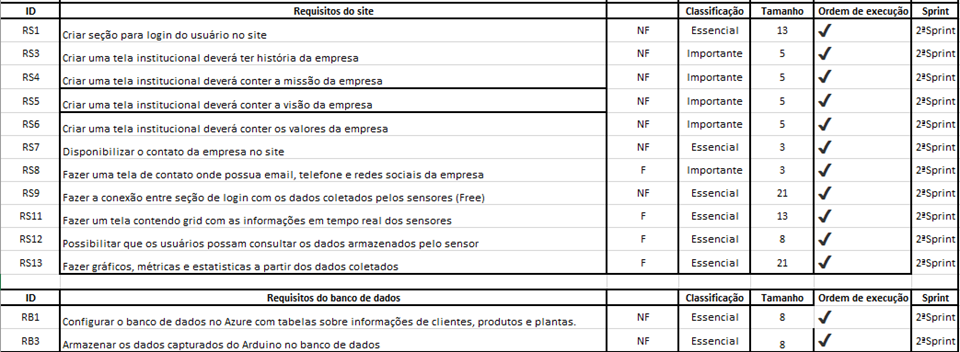 ID Requisitos do site Classificação Tamanho Ordem de execução Sprint
RS1 Criar seção para login do usuário no site NF Essencial 13 ✔ 2ªSprint
RS3 Criar uma tela institucional deverá ter história da empresa NF Importante 5 ✔ 2ªSprint
RS4 Criar uma tela institucional deverá conter a missão da empresa NF Importante 5 ✔ 2ªSprint
RS5 Criar uma tela institucional deverá conter a visão da empresa NF Importante 5 ✔ 2ªSprint
RS6 Criar uma tela institucional deverá conter os valores da empresa NF Importante 5 ✔ 2ªSprint
RS7 Disponibilizar o contato da empresa no site NF Essencial 3 ✔ 2ªSprint
RS8 Fazer uma tela de contato onde possua email, telefone e redes sociais da empresa F Importante 3 ✔ 2ªSprint
RS9 Fazer a conexão entre seção de login com os dados coletados pelos sensores (Free) NF Essencial 21 ✔ 2ªSprint
RS11 Fazer um tela contendo grid com as informações em tempo real dos sensores F Essencial 13 ✔ 2ªSprint
RS12 Possibilitar que os usuários possam consultar os dados armazenados pelo sensor F Essencial 8 ✔ 2ªSprint
RS13 Fazer gráficos, métricas e estatisticas a partir dos dados coletados F Essencial 21 ✔ 2ªSprint
ID Requisitos do banco de dados Classificação Tamanho Ordem de execução Sprint
RB1 Configurar o banco de dados no Azure com tabelas sobre informações de clientes, produtos e plantas. NF Essencial 8 ✔ 2ªSprint
RB3 Armazenar os dados capturados do Arduino no banco de dados NF Essencial 8 ✔ 2ªSprint